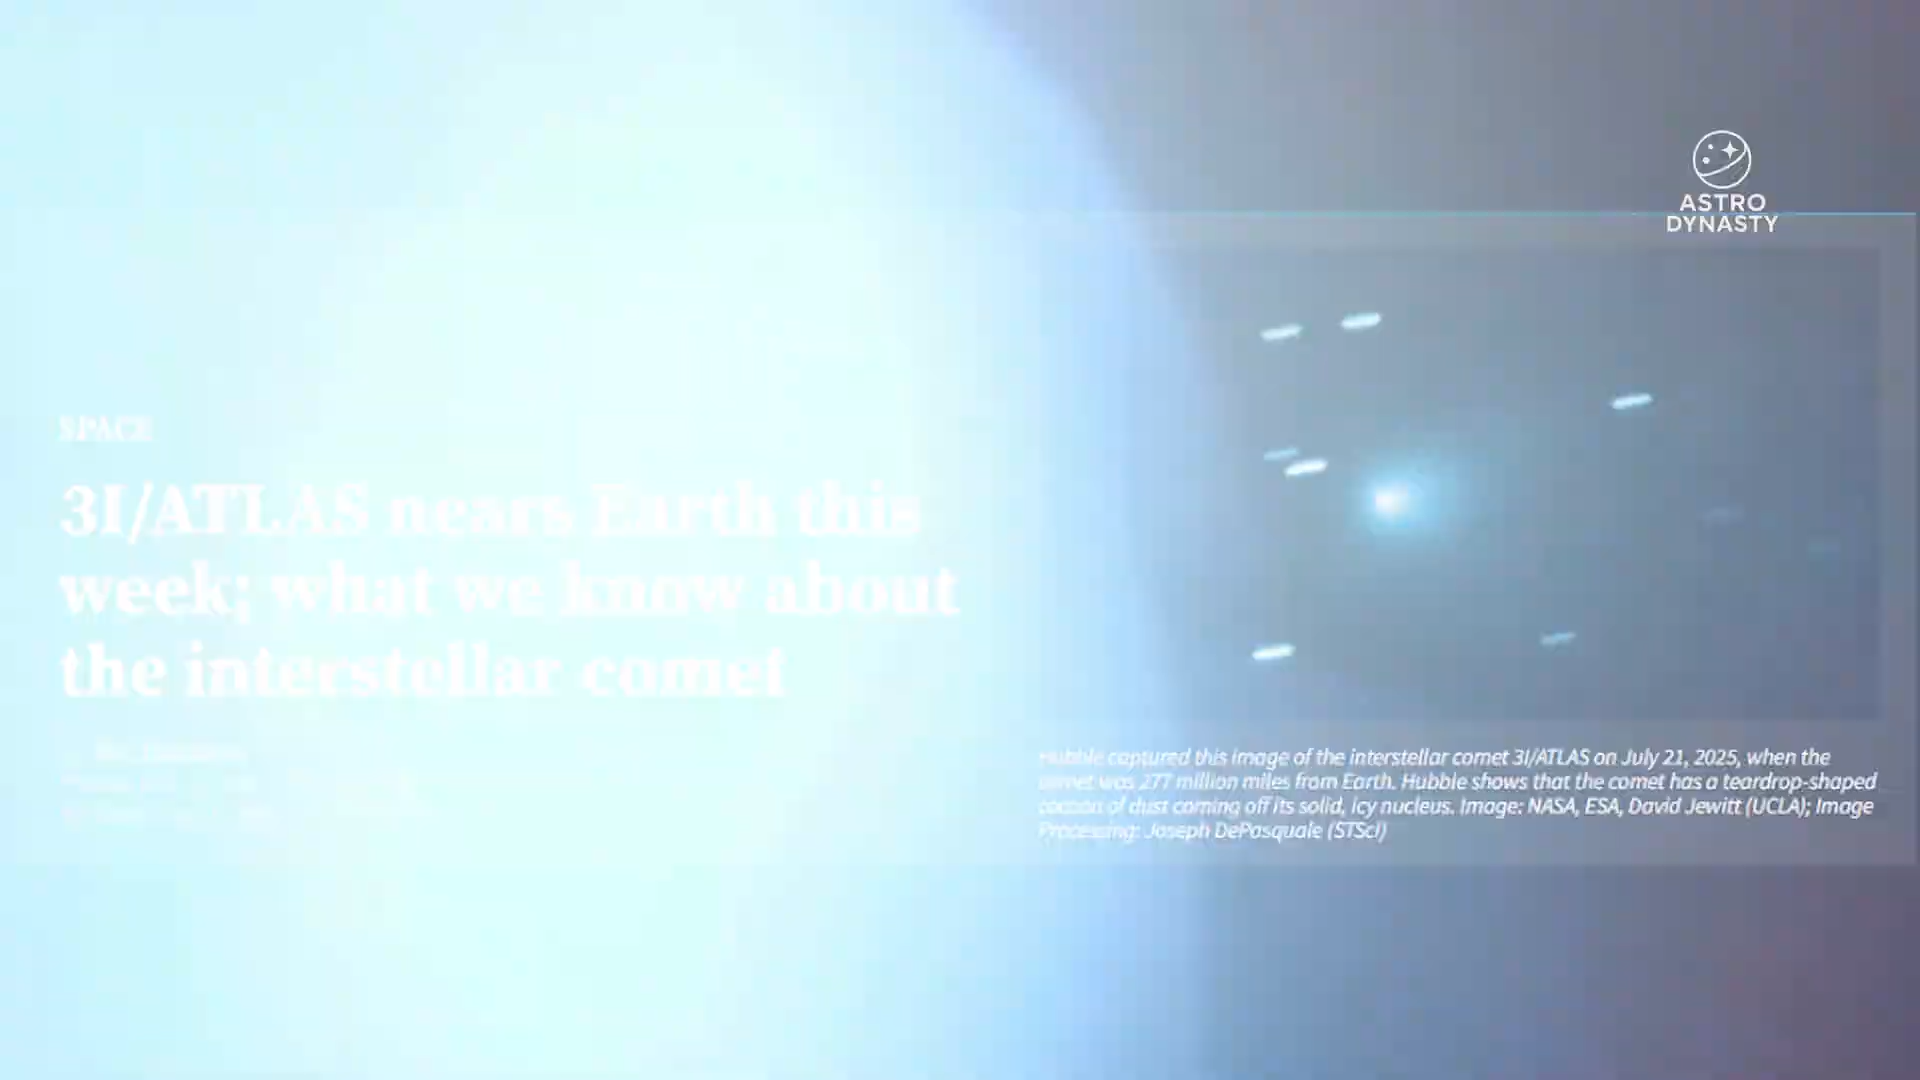 ASTRO
DYNASTY
SPACE
3I/ATLAS nears Earth this
week; what we know about
the interstellar comet
Hubble captured this image of the interstellar comet 3I/ATLAS on July 21, 2025, when the
comet was 277 million miles from Earth. Hubble shows that the comet has a teardrop-shaped
cocoon of dust coming off its solid, icy nucleus. Image: NASA, ESA, David Jewitt (UCLA); Image
Processing: Joseph DePasquale (STScI)